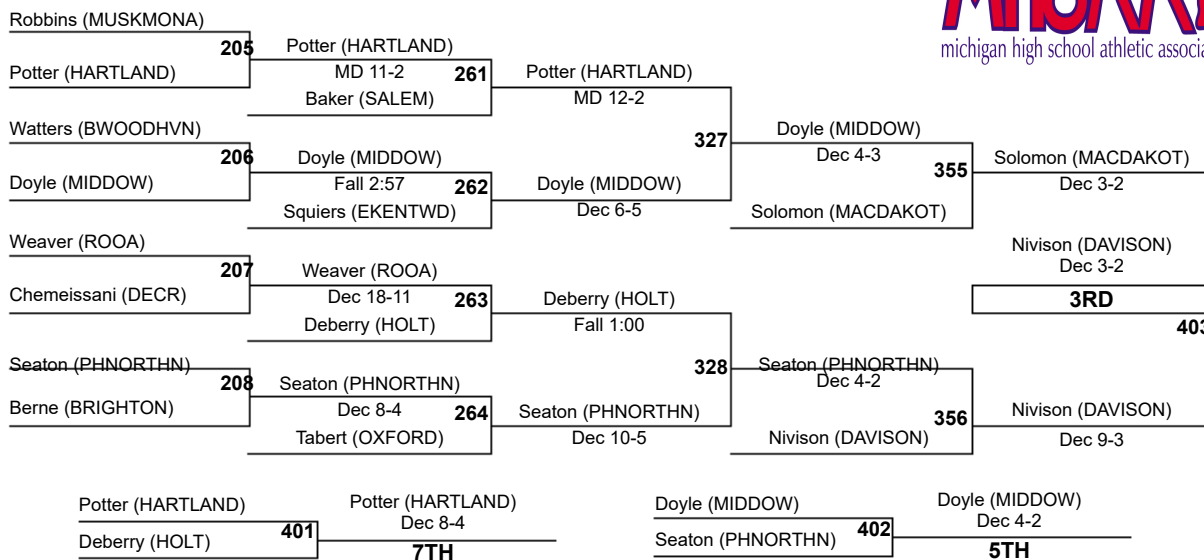 Robbins (MUSKMONA)
205
Potter (HARTLAND)
Potter (HARTLAND)
MD 11-2
261
Baker (SALEM)
Potter (HARTLAND)
MD 12-2
Watters (BWOODHVN)
206
Doyle (MIDDOW)
Doyle (MIDDOW)
Fall 2:57
262
Squiers (EKENTWD)
Doyle (MIDDOW)
Dec 6-5
327
Doyle (MIDDOW)
Dec 4-3
355
Solomon (MACDAKOT)
Solomon (MACDAKOT)
Dec 3-2
Weaver (ROOA)
207
Chemeissani (DECR)
Weaver (ROOA)
Dec 18-11
263
Deberry (HOLT)
Deberry (HOLT)
Fall 1:00
Nivison (DAVISON)
Dec 3-2
3RD
403
Seaton (PHNORTHN)
208
Berne (BRIGHTON)
Seaton (PHNORTHN)
Dec 8-4
264
Tabert (OXFORD)
Seaton (PHNORTHN)
Dec 10-5
328
Seaton (PHNORTHN)
Dec 4-2
356
Nivison (DAVISON)
Nivison (DAVISON)
Dec 9-3
Potter (HARTLAND)
401
Deberry (HOLT)
Potter (HARTLAND)
Dec 8-4
7TH
Doyle (MIDDOW)
402
Seaton (PHNORTHN)
Doyle (MIDDOW)
Dec 4-2
5TH
michigan high school athletic associa